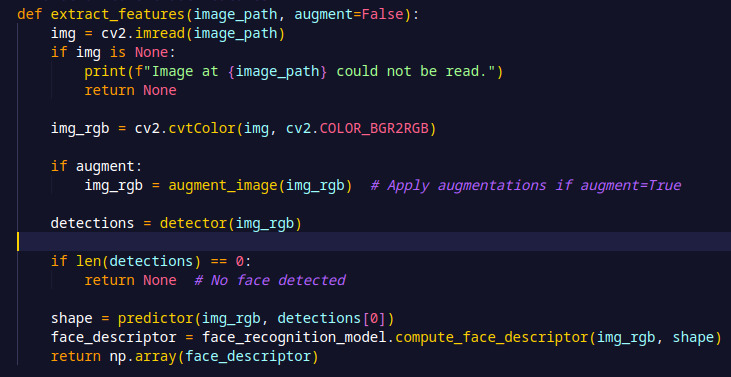 def extract_features(image_path, augment=False):
    img = cv2.imread(image_path)
    if img is None:
        print(f"Image at {image_path} could not be read.")
        return None

    img_rgb = cv2.cvtColor(img, cv2.COLOR_BGR2RGB)

    if augment:
        img_rgb = augment_image(img_rgb)  # Apply augmentations if augment=True

    detections = detector(img_rgb)

    if len(detections) == 0:
        return None  # No face detected

    shape = predictor(img_rgb, detections[0])
    face_descriptor = face_recognition_model.compute_face_descriptor(img_rgb, shape)
    return np.array(face_descriptor)